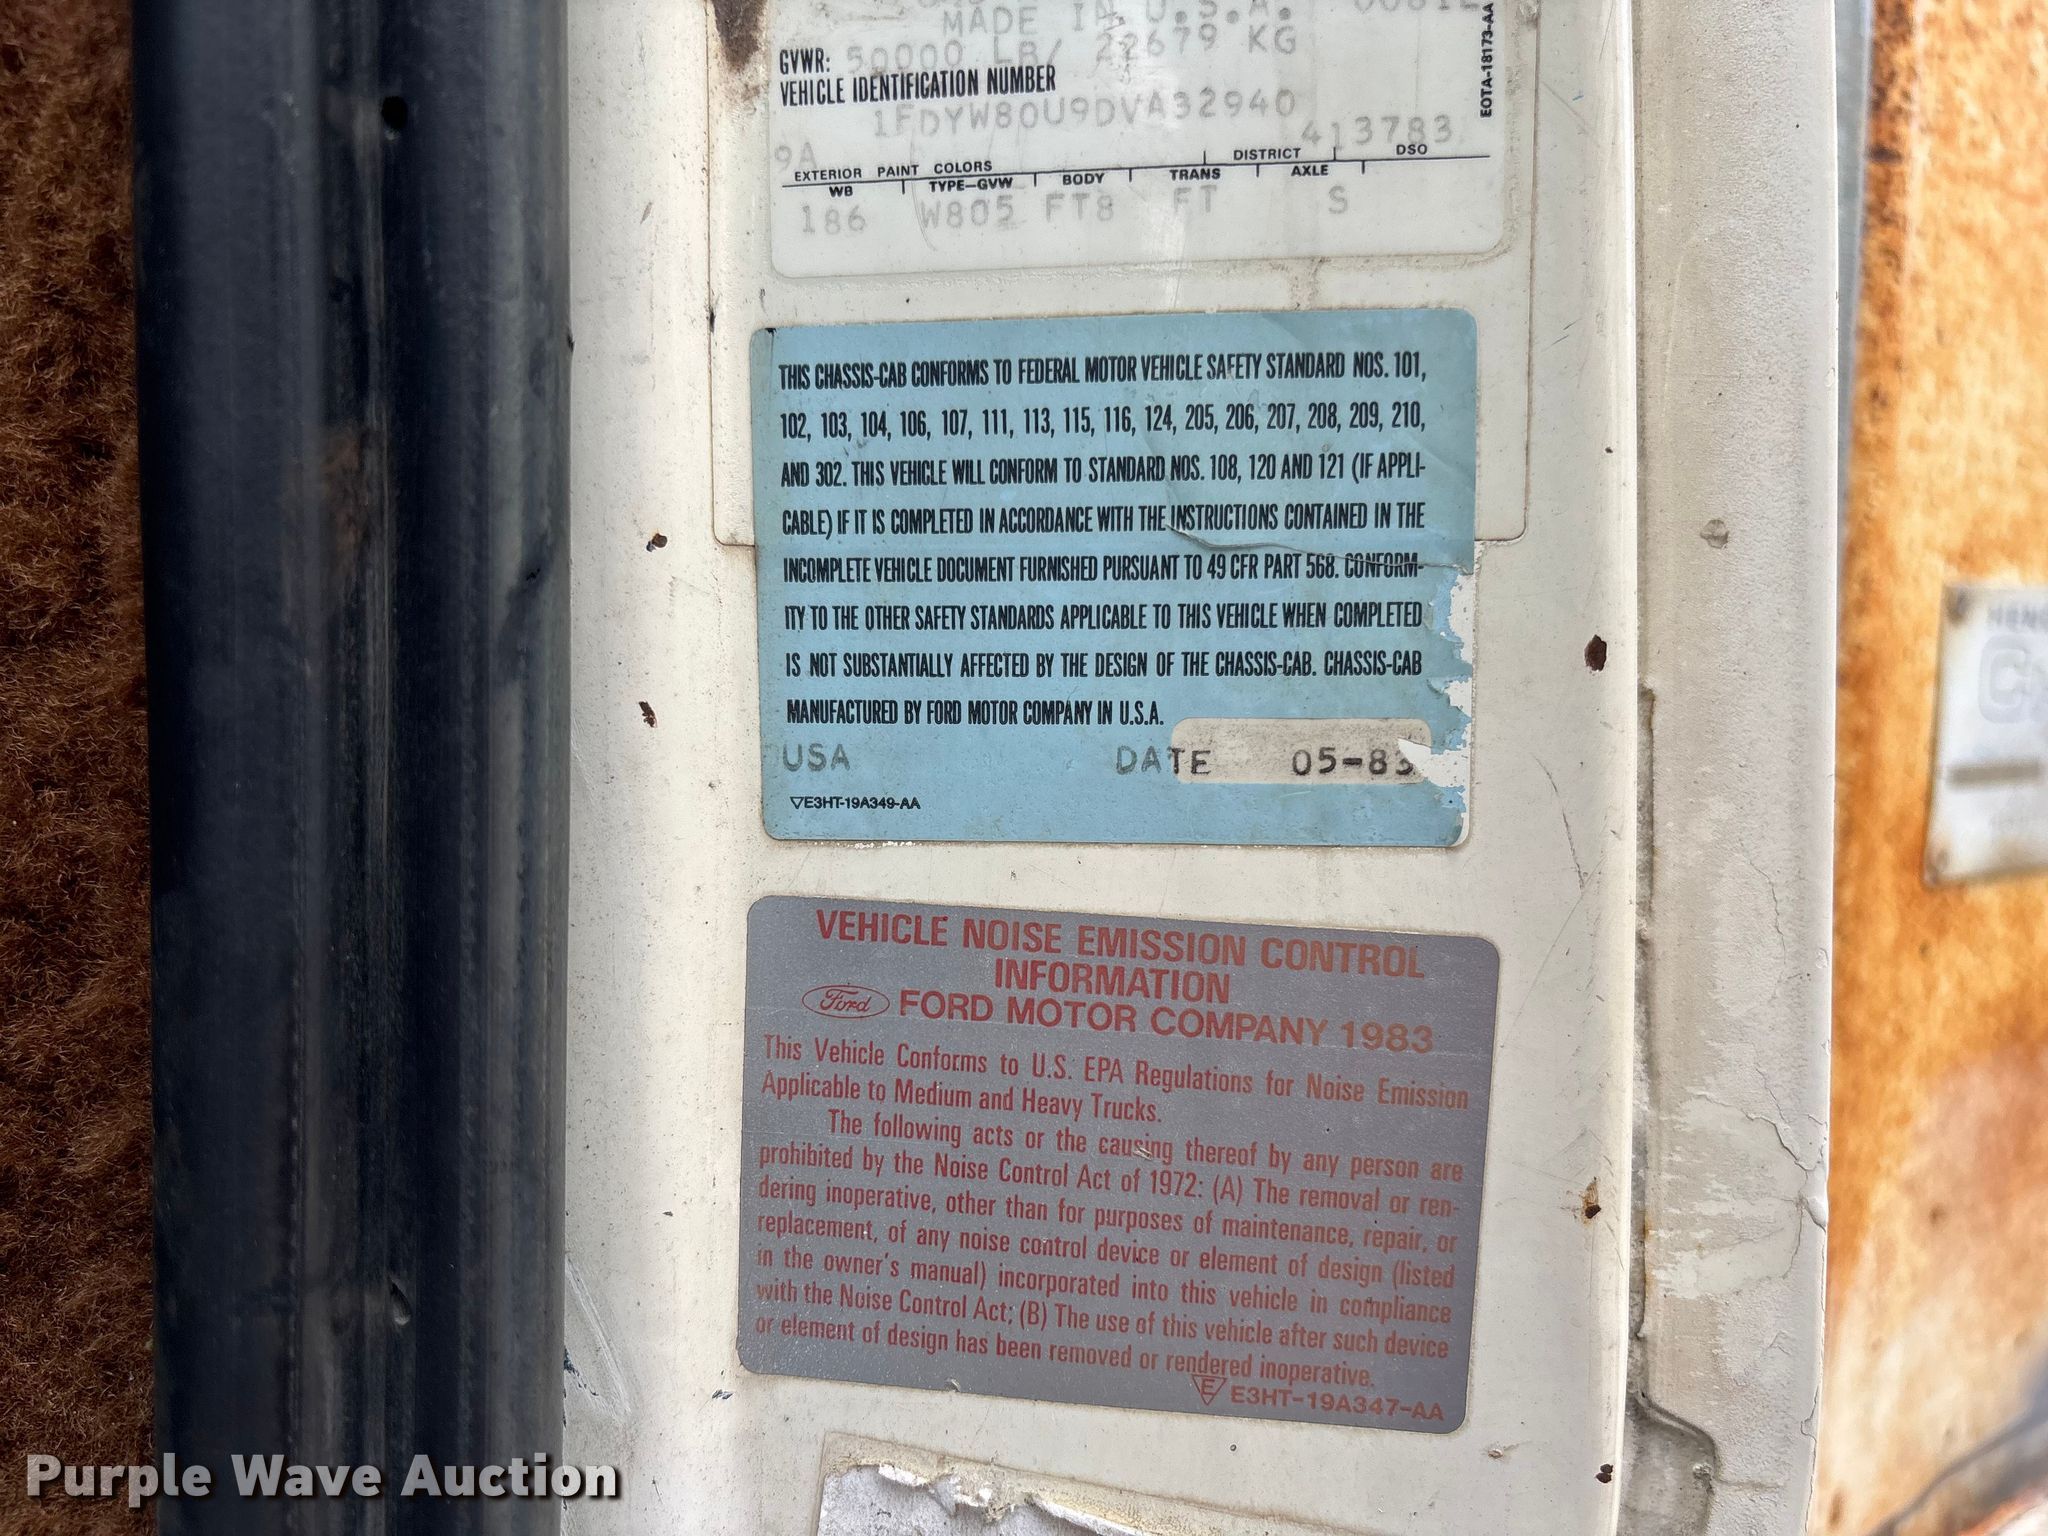 MADE IN U.S.A.
GVWR: 50000 LB/ 22679 KG
EOTA-18173-AA
VEHICLE IDENTIFICATION NUMBER
1FDYW80U9DVA32940
9A 413783
EXTERIOR PAINT COLORS DISTRICT DSO
WB TYPE-GVW BODY TRANS AXLE
186 W805 FT8 FT S
THIS CHASSIS-CAB CONFORMS TO FEDERAL MOTOR VEHICLE SAFETY STANDARD NOS. 101,
102, 103, 104, 106, 107, 111, 113, 115, 116, 124, 205, 206, 207, 208, 209, 210,
AND 302. THIS VEHICLE WILL CONFORM TO STANDARD NOS. 108, 120 AND 121 (IF APPLI-
CABLE) IF IT IS COMPLETED IN ACCORDANCE WITH THE INSTRUCTIONS CONTAINED IN THE
INCOMPLETE VEHICLE DOCUMENT FURNISHED PURSUANT TO 49 CFR PART 568. CONFORM-
ITY TO THE OTHER SAFETY STANDARDS APPLICABLE TO THIS VEHICLE WHEN COMPLETED
IS NOT SUBSTANTIALLY AFFECTED BY THE DESIGN OF THE CHASSIS-CAB. CHASSIS-CAB
MANUFACTURED BY FORD MOTOR COMPANY IN U.S.A.
USA DATE 05-83
E3HT-19A349-AA
VEHICLE NOISE EMISSION CONTROL
INFORMATION
Ford FORD MOTOR COMPANY 1983
This Vehicle Conforms to U.S. EPA Regulations for Noise Emission
Applicable to Medium and Heavy Trucks.
The following acts or the causing thereof by any person are
prohibited by the Noise Control Act of 1972: (A) The removal or ren-
dering inoperative, other than for purposes of maintenance, repair, or
replacement, of any noise control device or element of design (listed
in the owner's manual) incorporated into this vehicle in compliance
with the Noise Control Act; (B) The use of this vehicle after such device
or element of design has been removed or rendered inoperative.
E E3HT-19A347-AA
Purple Wave Auction